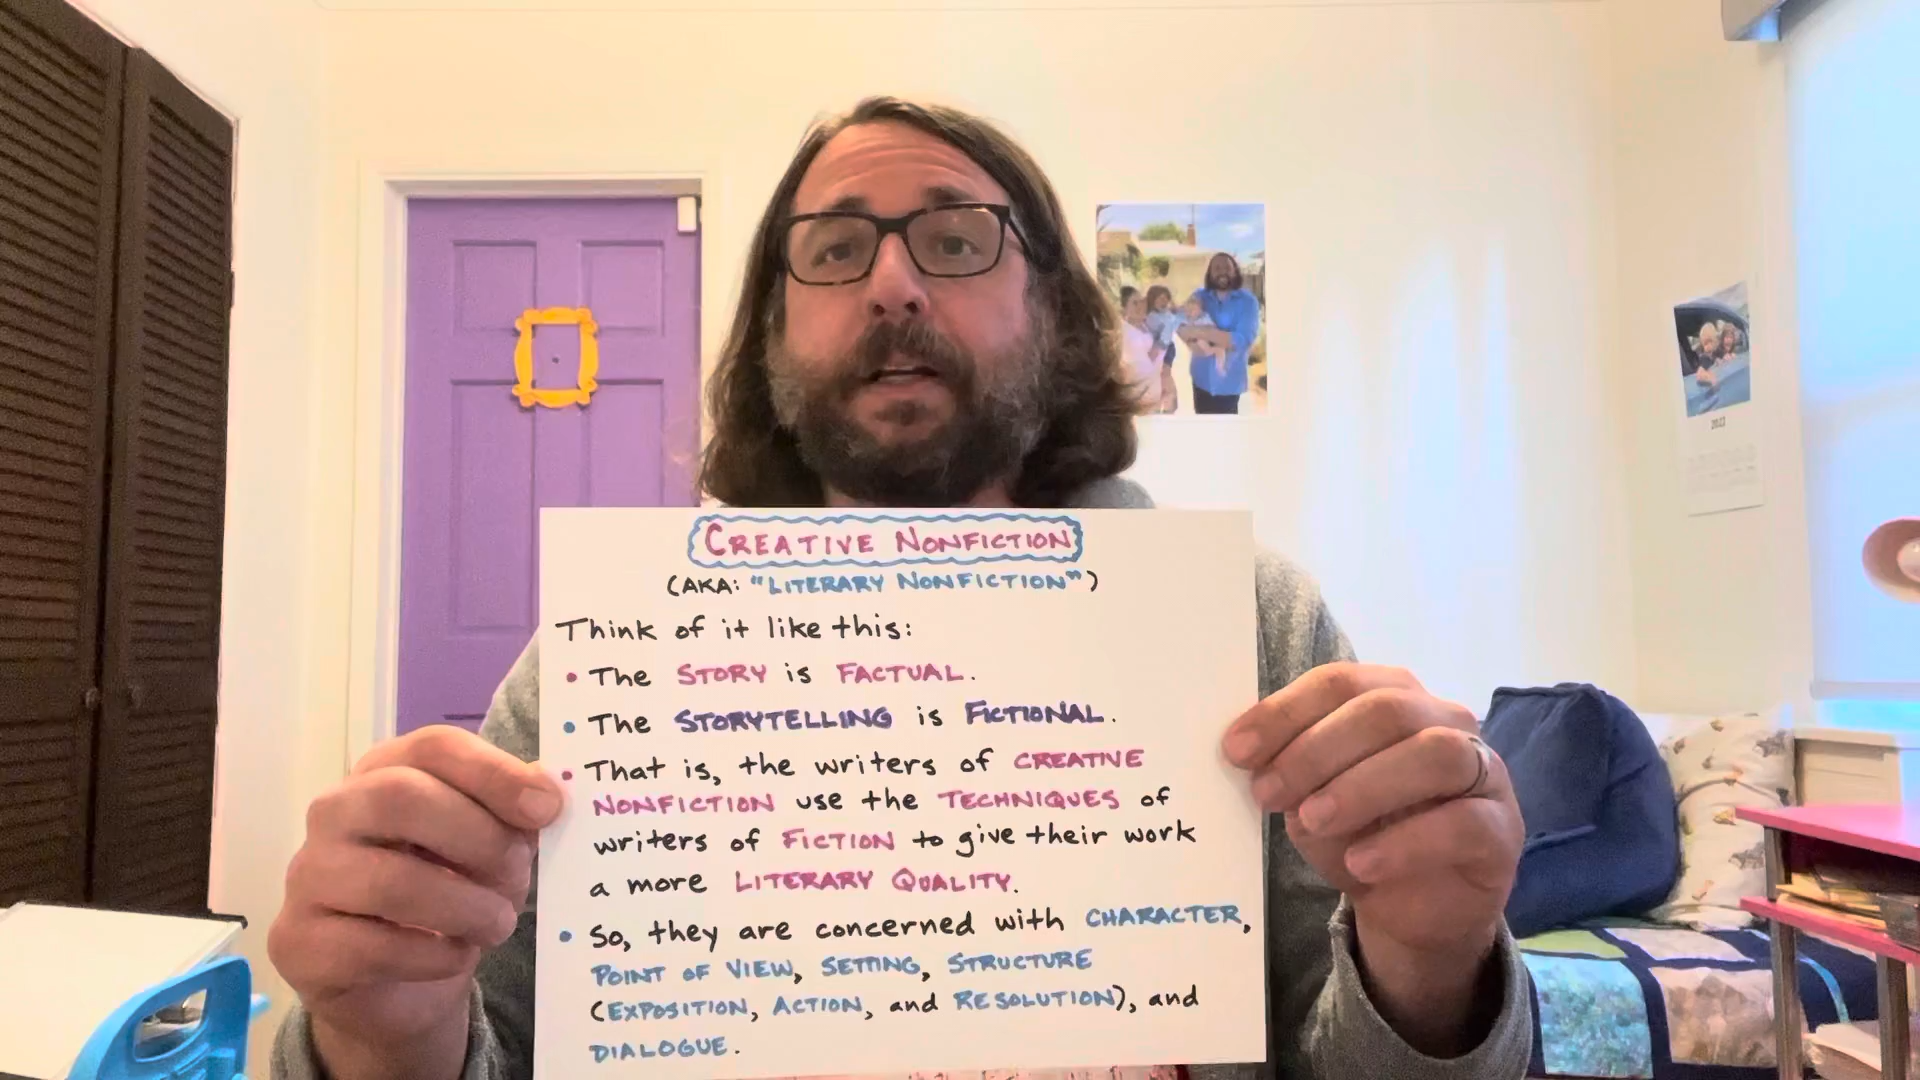 CREATIVE NONFICTION
(AKA: "LITERARY NONFICTION")
Think of it like this:
• The STORY is FACTUAL.
• The STORYTELLING is FICTIONAL.
• That is, the writers of CREATIVE
NONFICTION use the TECHNIQUES of
writers of FICTION to give their work
a more LITERARY QUALITY.
• So, they are concerned with CHARACTER,
POINT OF VIEW, SETTING, STRUCTURE
(EXPOSITION, ACTION, and RESOLUTION), and
DIALOGUE.